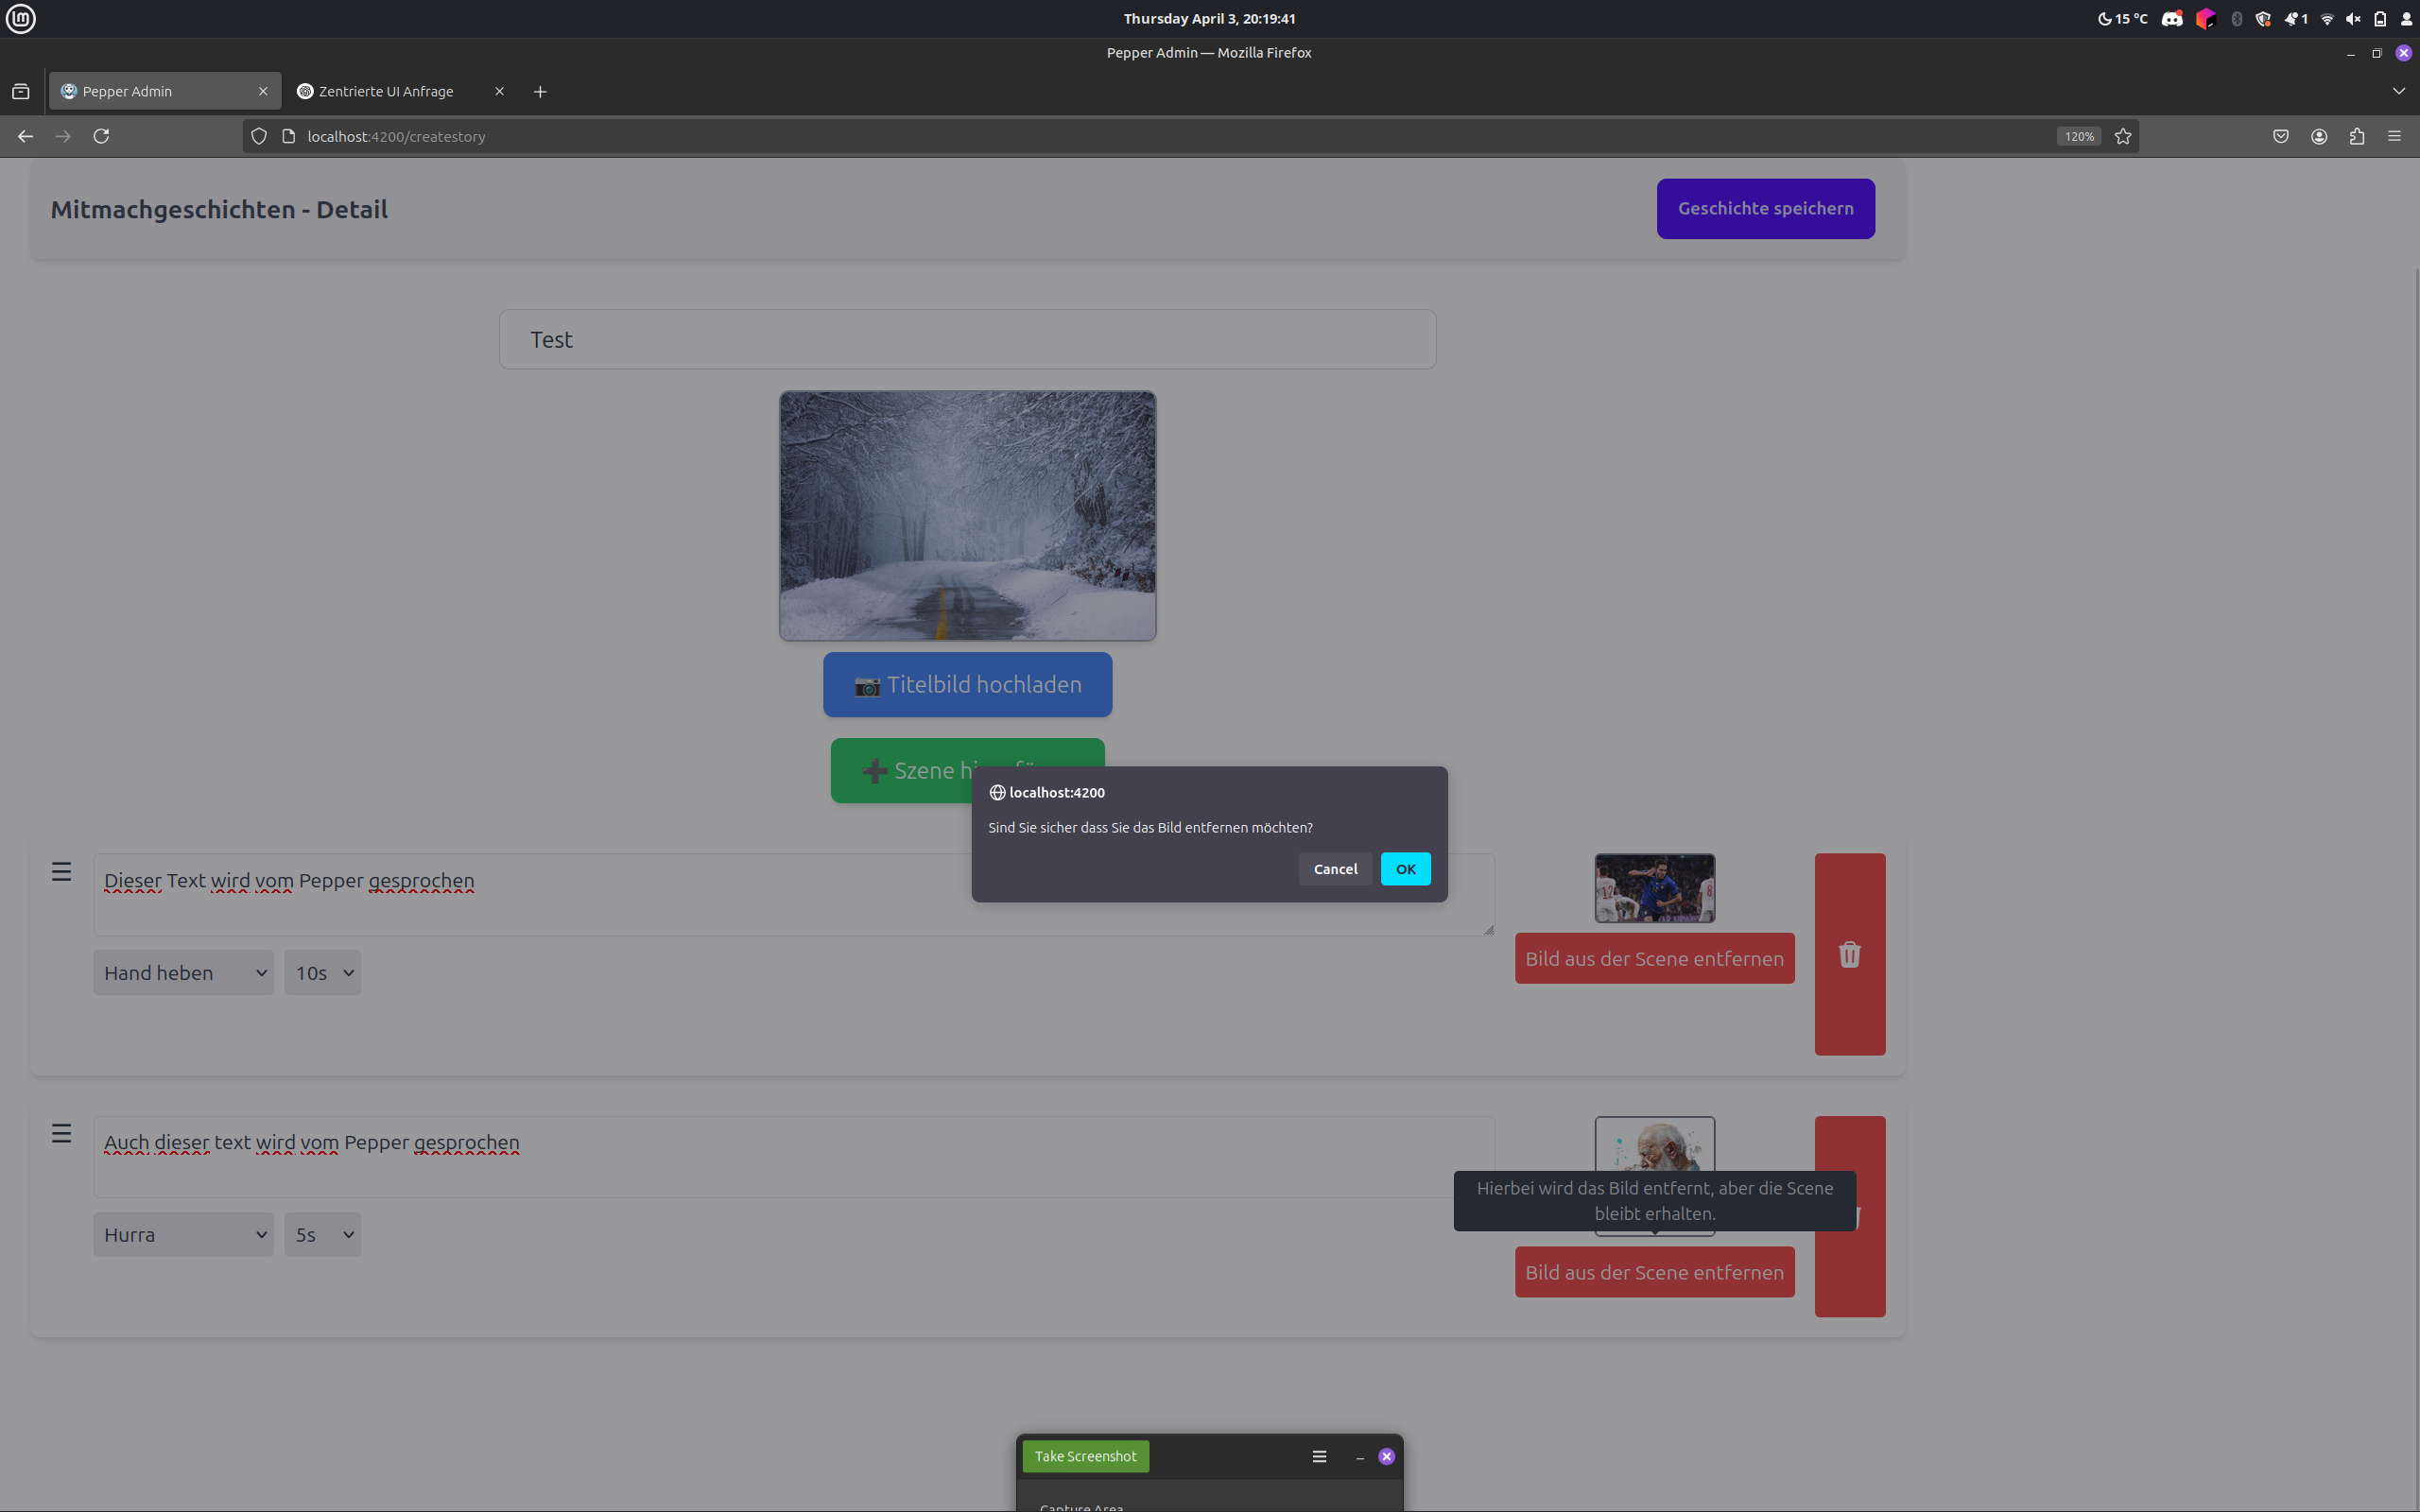 Thursday April 3, 20:19:41
15 °C
1
Pepper Admin — Mozilla Firefox
Pepper Admin
Zentrierte UI Anfrage
localhost:4200/createstory
120%
Mitmachgeschichten - Detail
Geschichte speichern
Test
Titelbild hochladen
Szene
localhost:4200
Sind Sie sicher dass Sie das Bild entfernen möchten?
Cancel
OK
Dieser Text wird vom Pepper gesprochen
12
8
Bild aus der Scene entfernen
Hand heben
10s
Auch dieser text wird vom Pepper gesprochen
Hierbei wird das Bild entfernt, aber die Scene
bleibt erhalten.
Hurra
5s
Bild aus der Scene entfernen
Take Screenshot
Capture Area